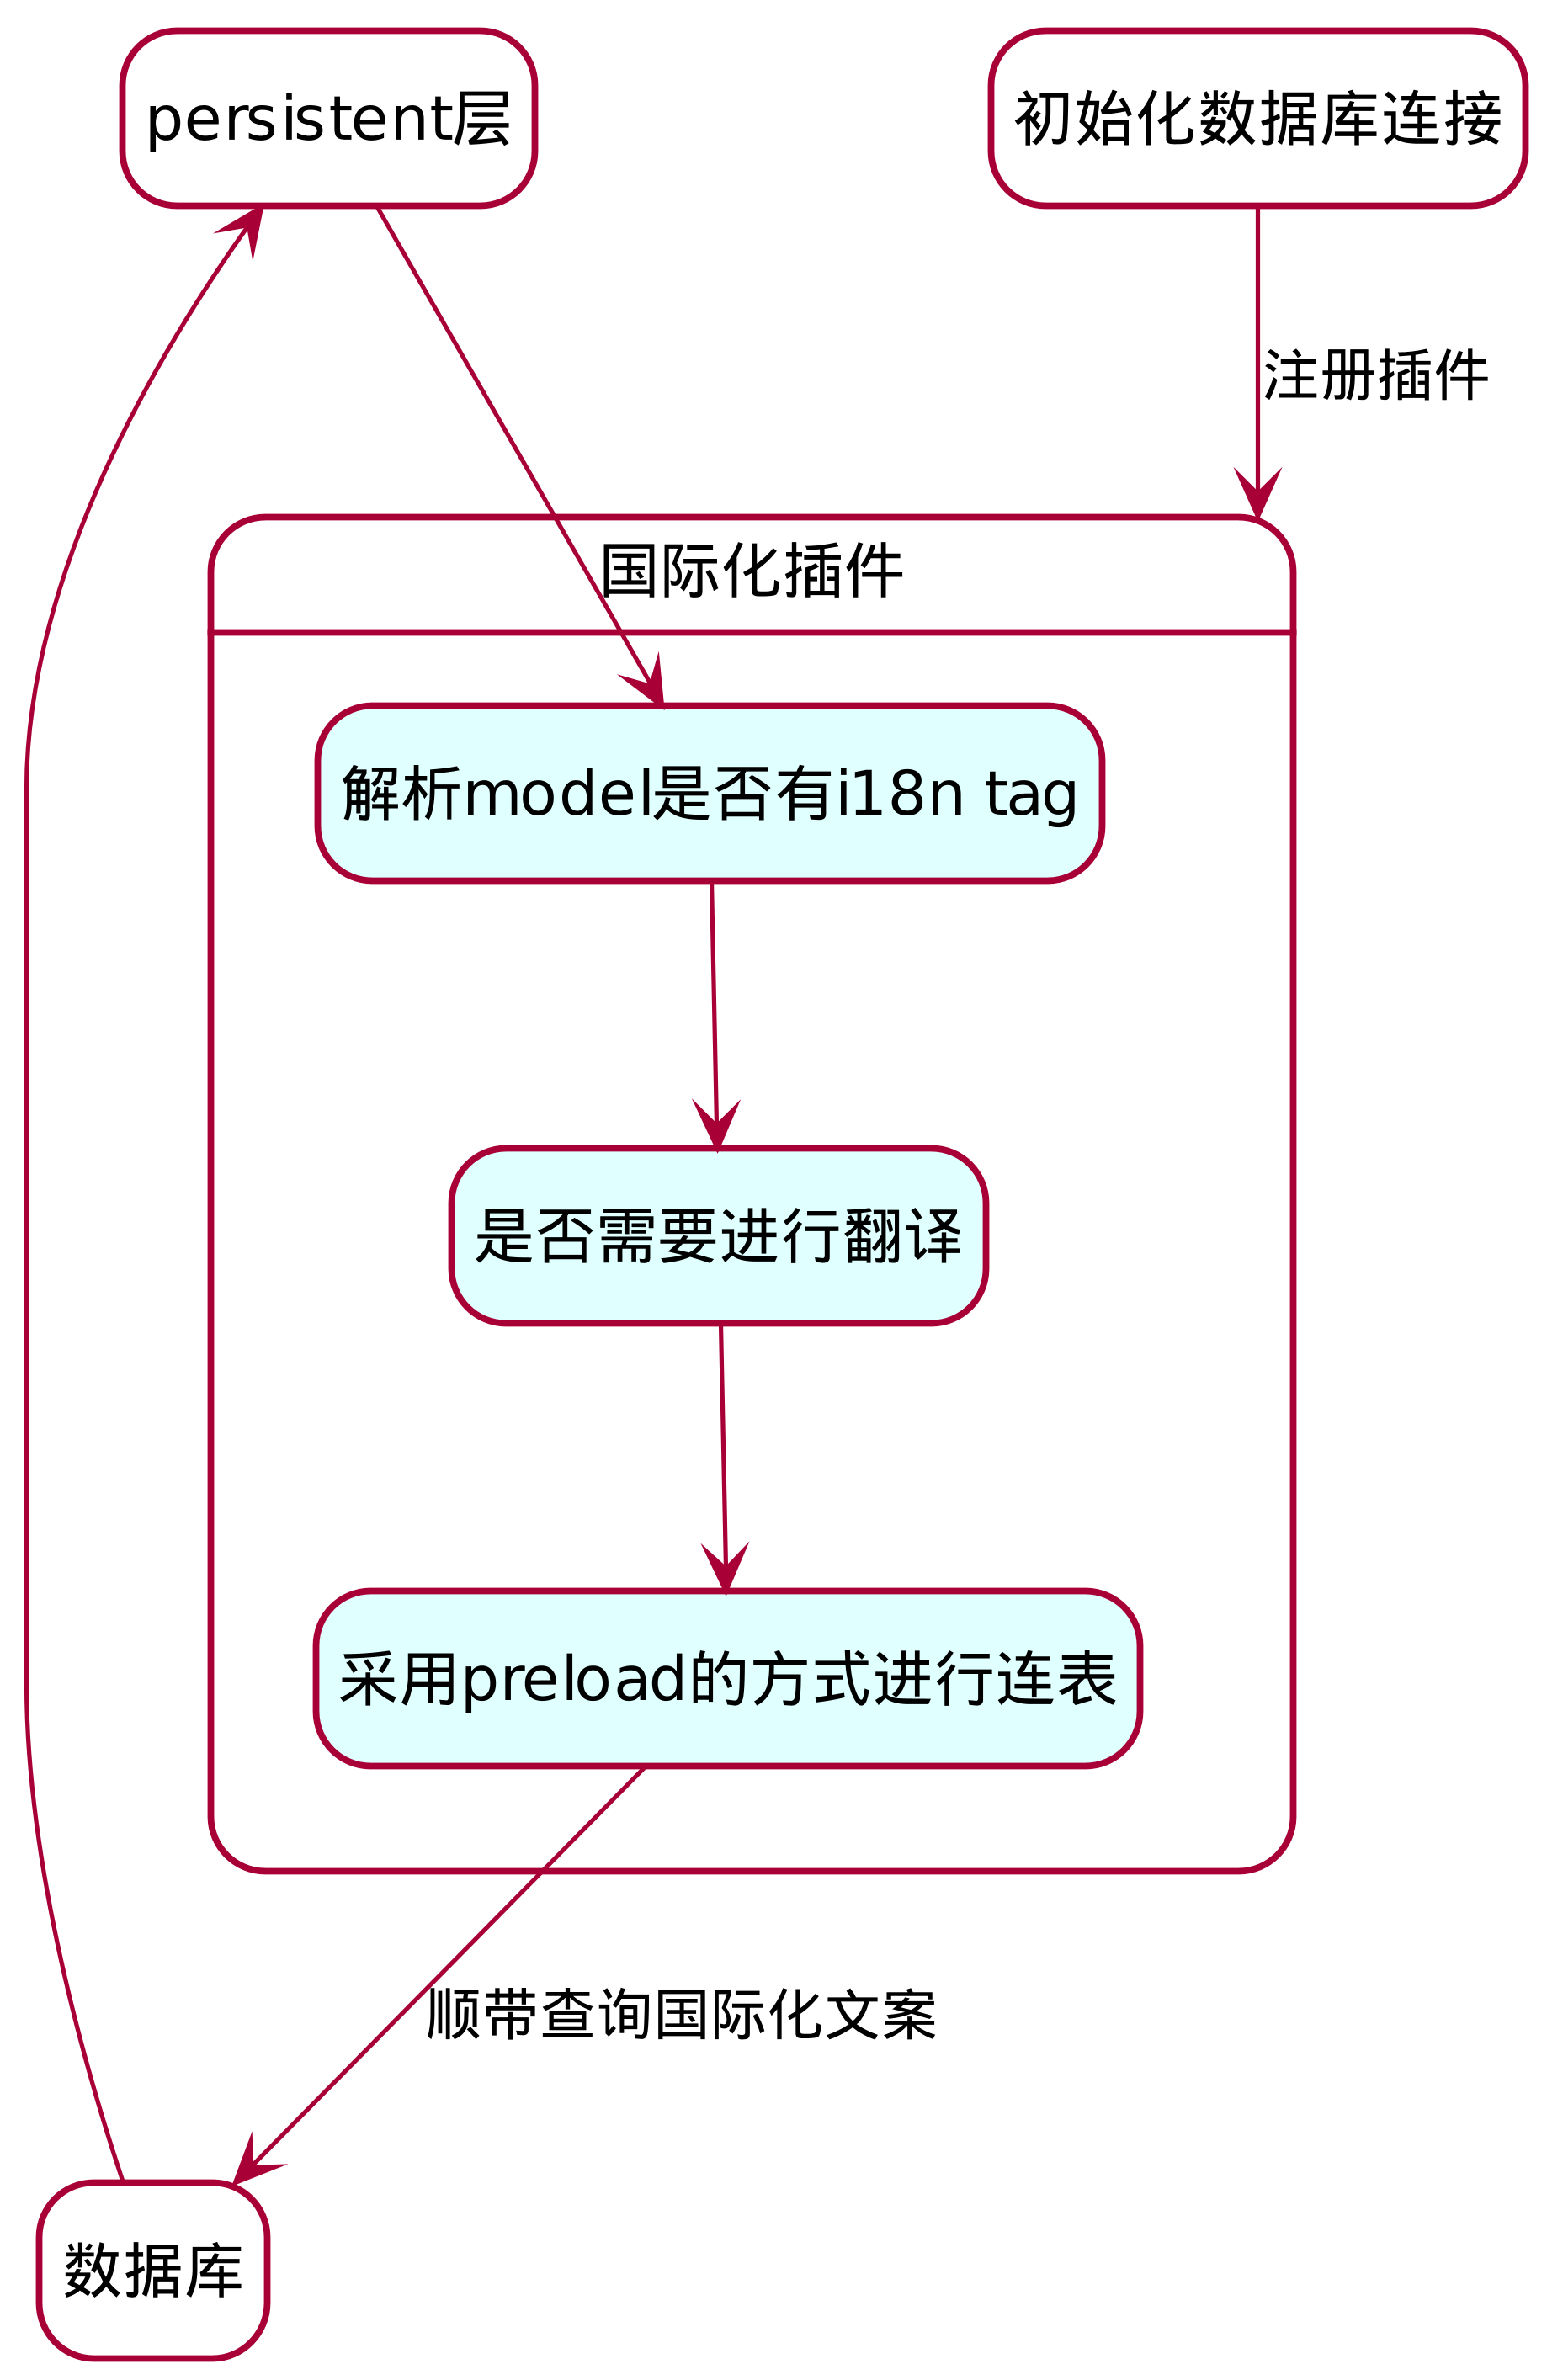 persistent层
初始化数据库连接
注册插件
国际化插件
解析model是否有i18n tag
是否需要进行翻译
采用preload的方式进行连表
顺带查询国际化文案
数据库